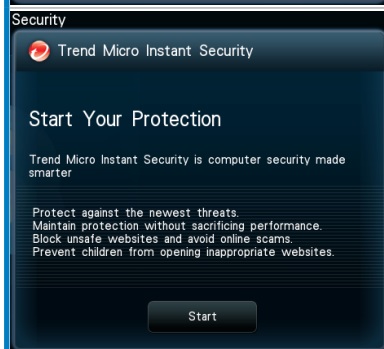 Security
Trend Micro Instant Security
Start Your Protection
Trend Micro Instant Security is computer security made
smarter
Protect against the newest threats.
Maintain protection without sacrificing performance.
Block unsafe websites and avoid online scams.
Prevent children from opening inappropriate websites.
Start